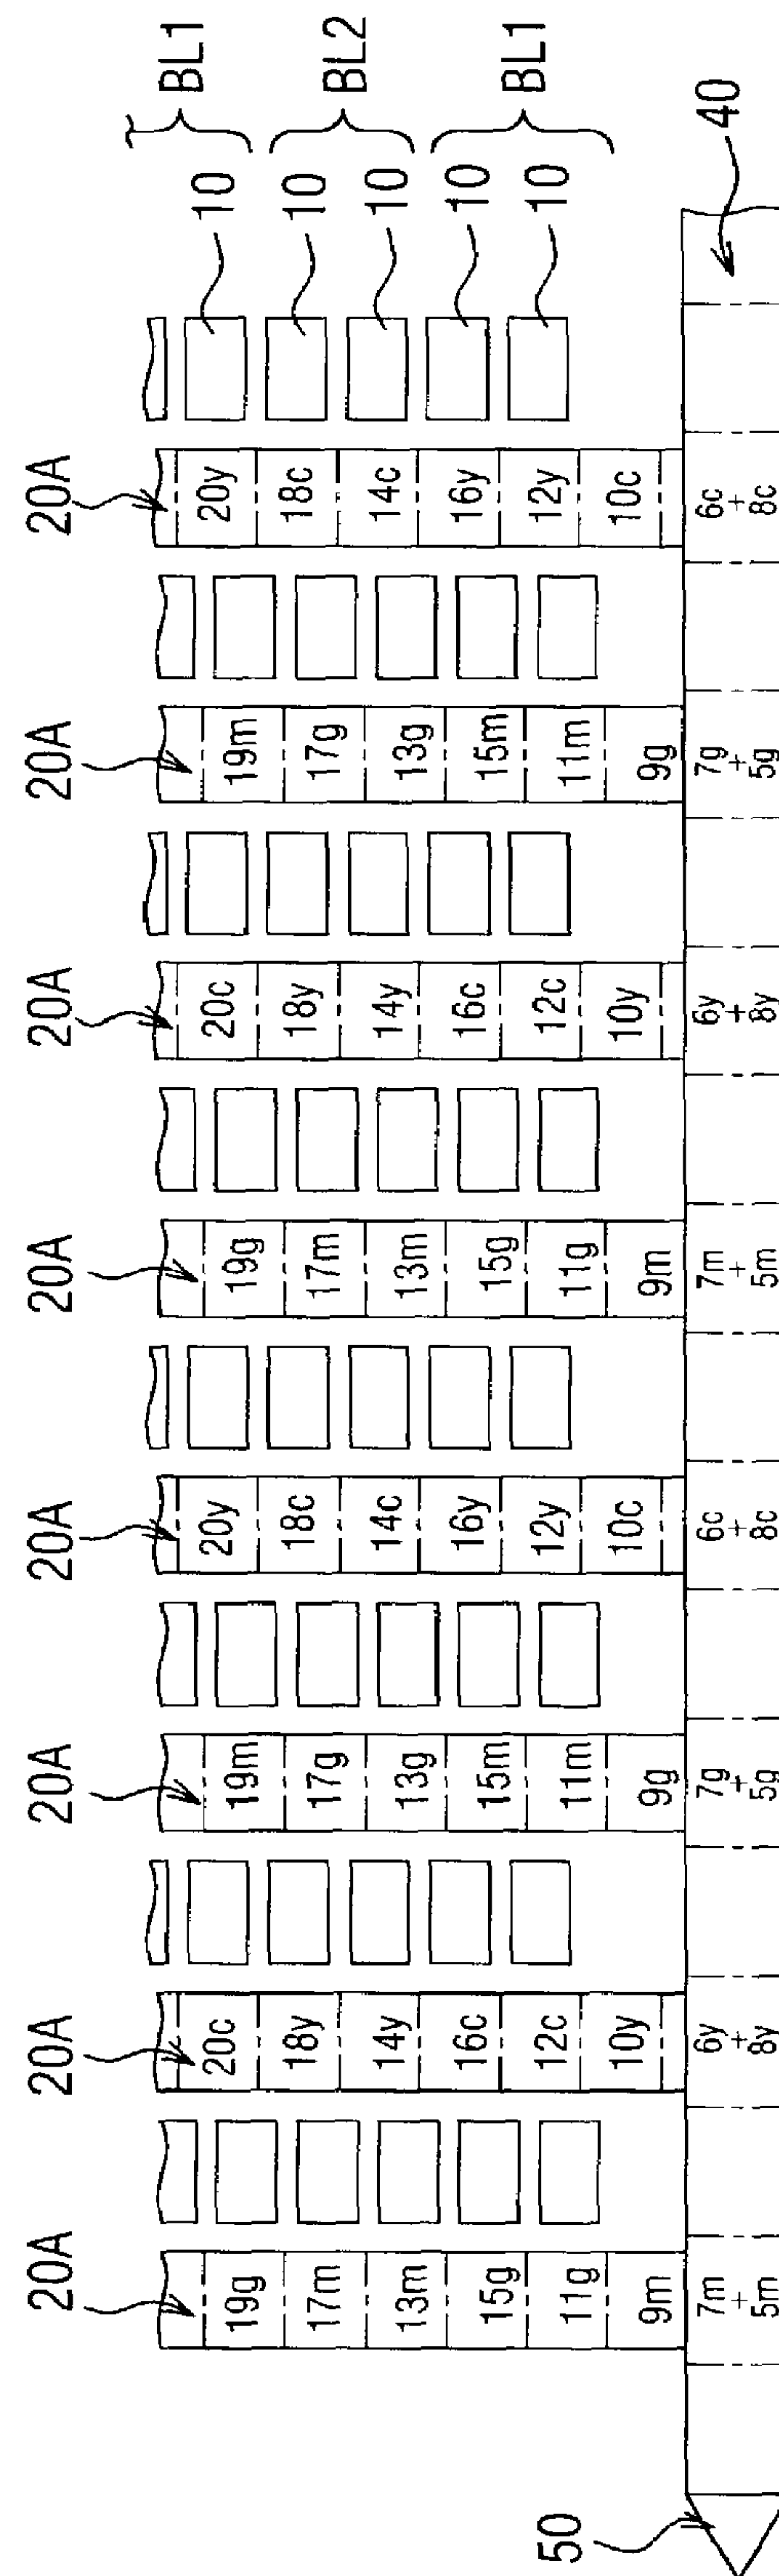 BL1
BL2
BL1
10
10
10
10
10
40
20A
20y
18c
14c
16y
12y
10c
6c
+
8c
20A
19m
17g
13g
15m
11m
9g
7g
+
5g
20A
20c
18y
14y
16c
12c
10y
6y
+
8y
20A
19g
17m
13m
15g
11g
9m
7m
+
5m
20A
20y
18c
14c
16y
12y
10c
6c
+
8c
20A
19m
17g
13g
15m
11m
9g
7g
+
5g
20A
20c
18y
14y
16c
12c
10y
6y
+
8y
20A
19g
17m
13m
15g
11g
9m
7m
+
5m
50